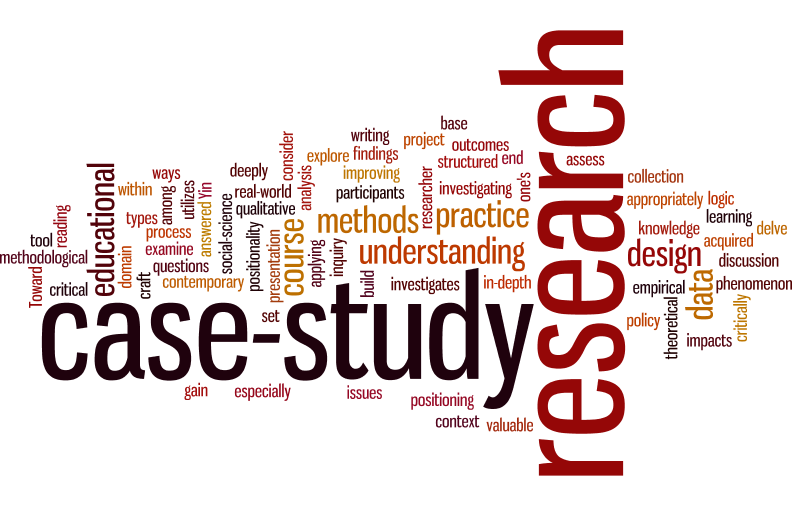 base
writing
project
outcomes
consider
explore
findings
structured
end
assess
ways
deeply
improving
analysis
researcher
investigating
one's
collection
educational
within
among
utilizes
Yin
real-world
participants
appropriately
logic
reading
types
answered
social-science
qualitative
course
methods
practice
learning
tool
process
positionality
knowledge
delve
methodological
domain
examine
presentation
applying
inquiry
understanding
design
acquired
discussion
Toward
critical
craft
questions
contemporary
build
investigates
in-depth
empirical
data
phenomenon
set
policy
theoretical
impacts
critically
case-study
research
gain
especially
issues
positioning
context
valuable